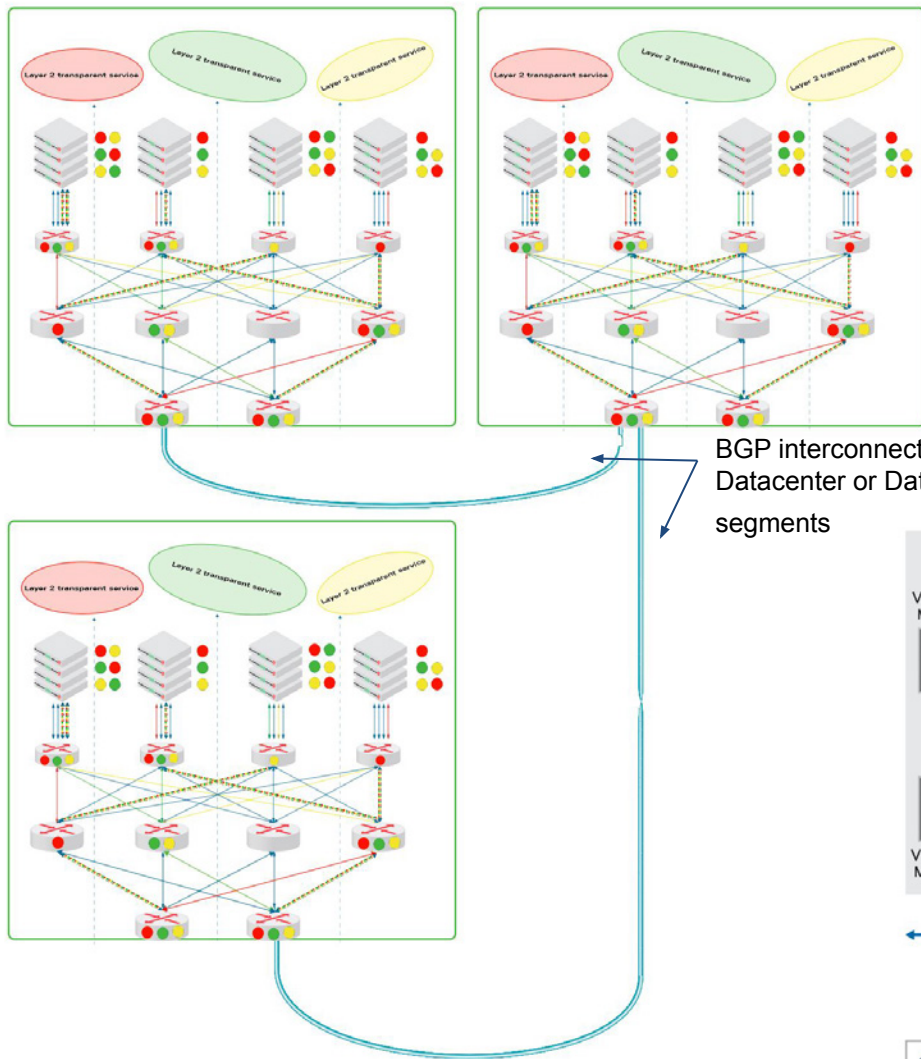 Layer 2 transparent service
Layer 2 transparent service
Layer 2 transparent service
Layer 2 transparent service
Layer 2 transparent service
Layer 2 transparent service
BGP interconnect
Datacenter or Dat
segments
Layer 2 transparent service
Layer 2 transparent service
Layer 2 transparent service
V
M
V
M